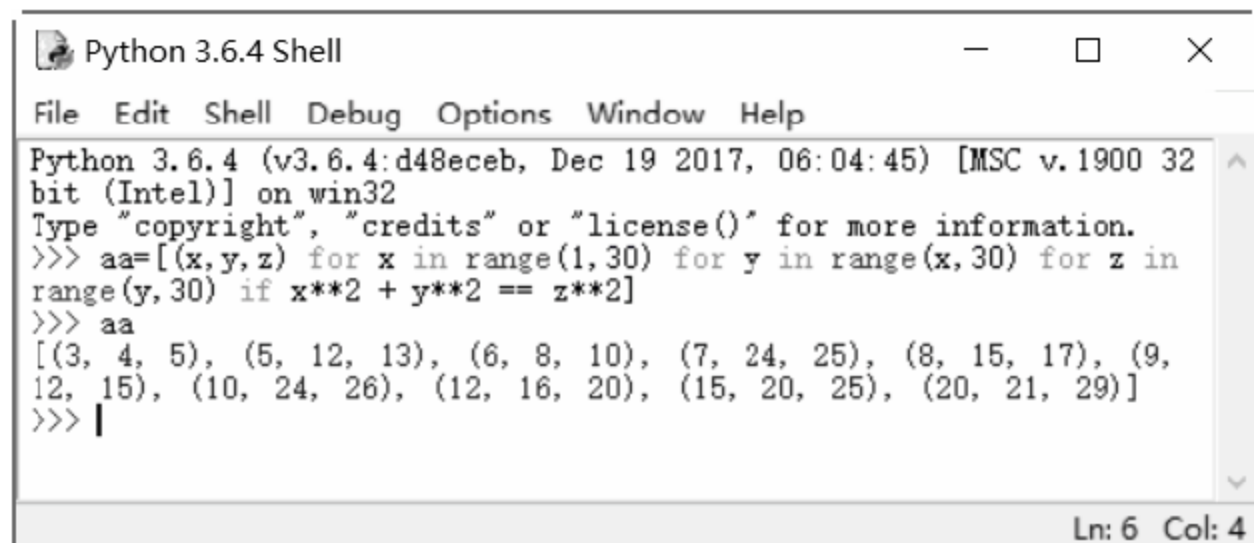 Python 3.6.4 Shell
File Edit Shell Debug Options Window Help
Python 3.6.4 (v3.6.4:d48eceb, Dec 19 2017, 06:04:45) [MSC v.1900 32
bit (Intel)] on win32
Type "copyright", "credits" or "license()" for more information.
>>> aa=[(x,y,z) for x in range(1,30) for y in range(x,30) for z in
range(y,30) if x**2 + y**2 == z**2]
>>> aa
[(3, 4, 5), (5, 12, 13), (6, 8, 10), (7, 24, 25), (8, 15, 17), (9,
12, 15), (10, 24, 26), (12, 16, 20), (15, 20, 25), (20, 21, 29)]
>>>
Ln: 6 Col: 4